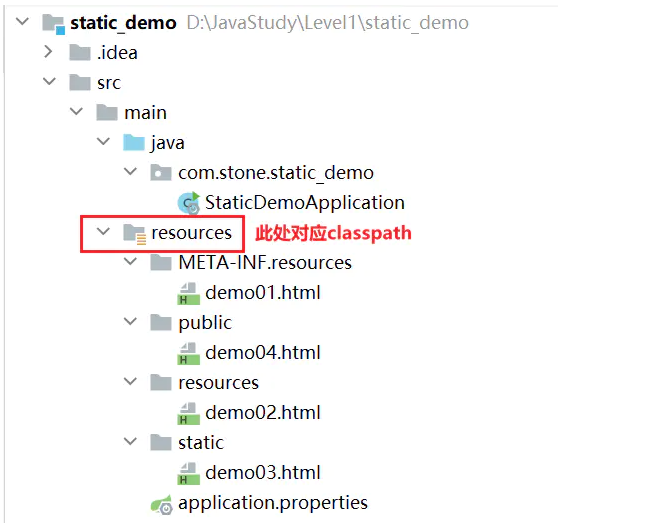 static_demo D:\JavaStudy\Level1\static_demo
.idea
src
main
java
com.stone.static_demo
StaticDemoApplication
resources 此处对应classpath
META-INF.resources
demo01.html
public
demo04.html
resources
demo02.html
static
demo03.html
application.properties